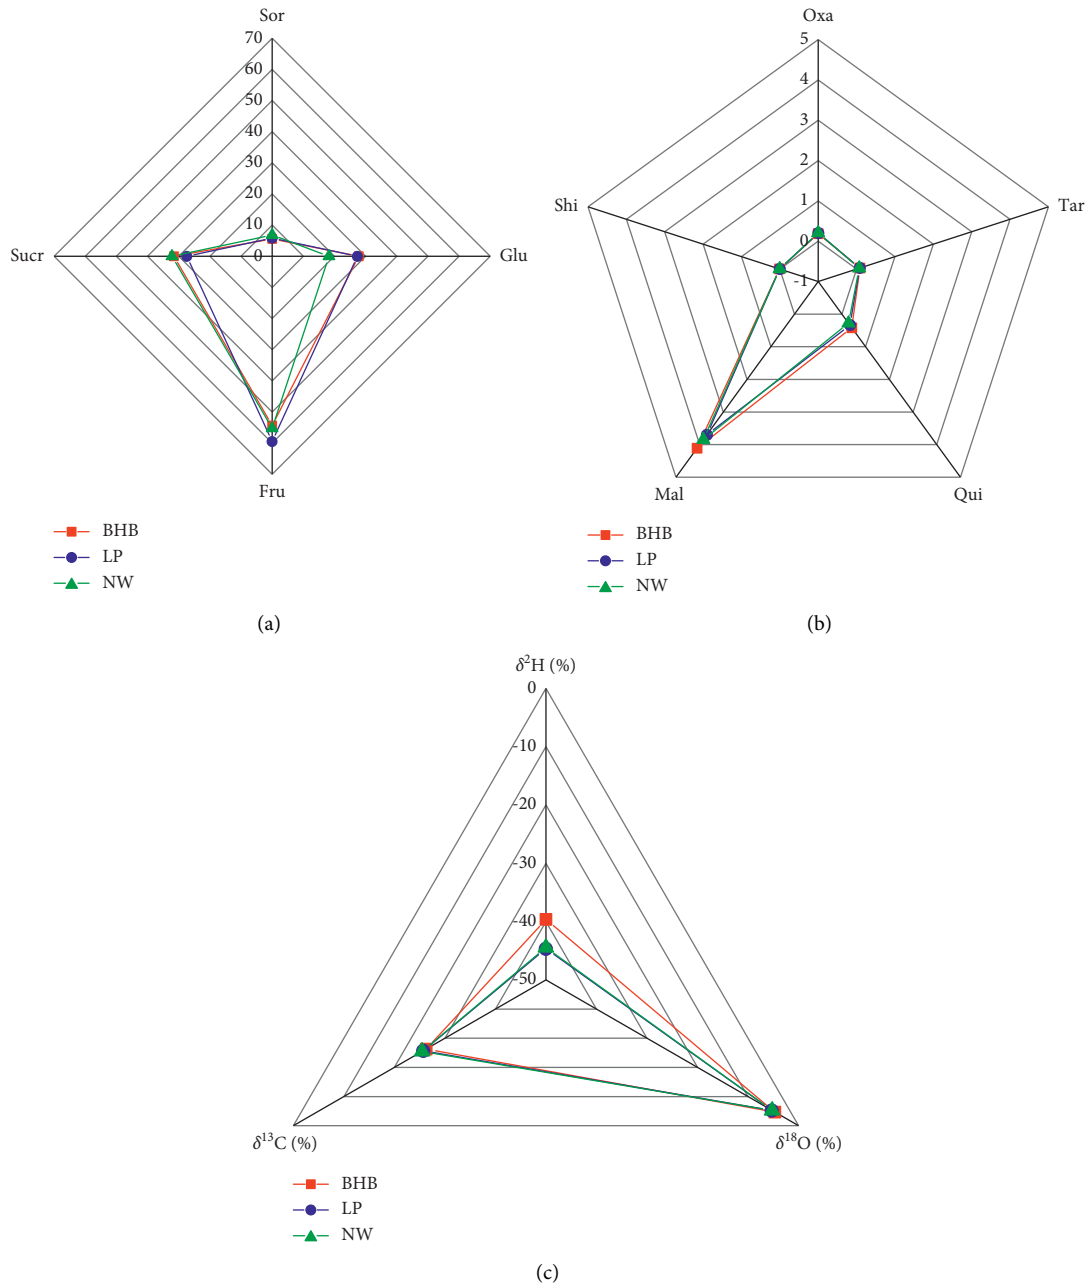 Sor
70
60
50
40
30
20
10
0
Sucr
Glu
Fru
BHB
LP
NW
(a)
Oxa
5
4
3
2
1
0
-1
Shi
Tar
Mal
Qui
BHB
LP
NW
(b)
δ²H (%)
0
-10
-20
-30
-40
-50
δ¹³C (%)
δ¹⁸O (%)
BHB
LP
NW
(c)